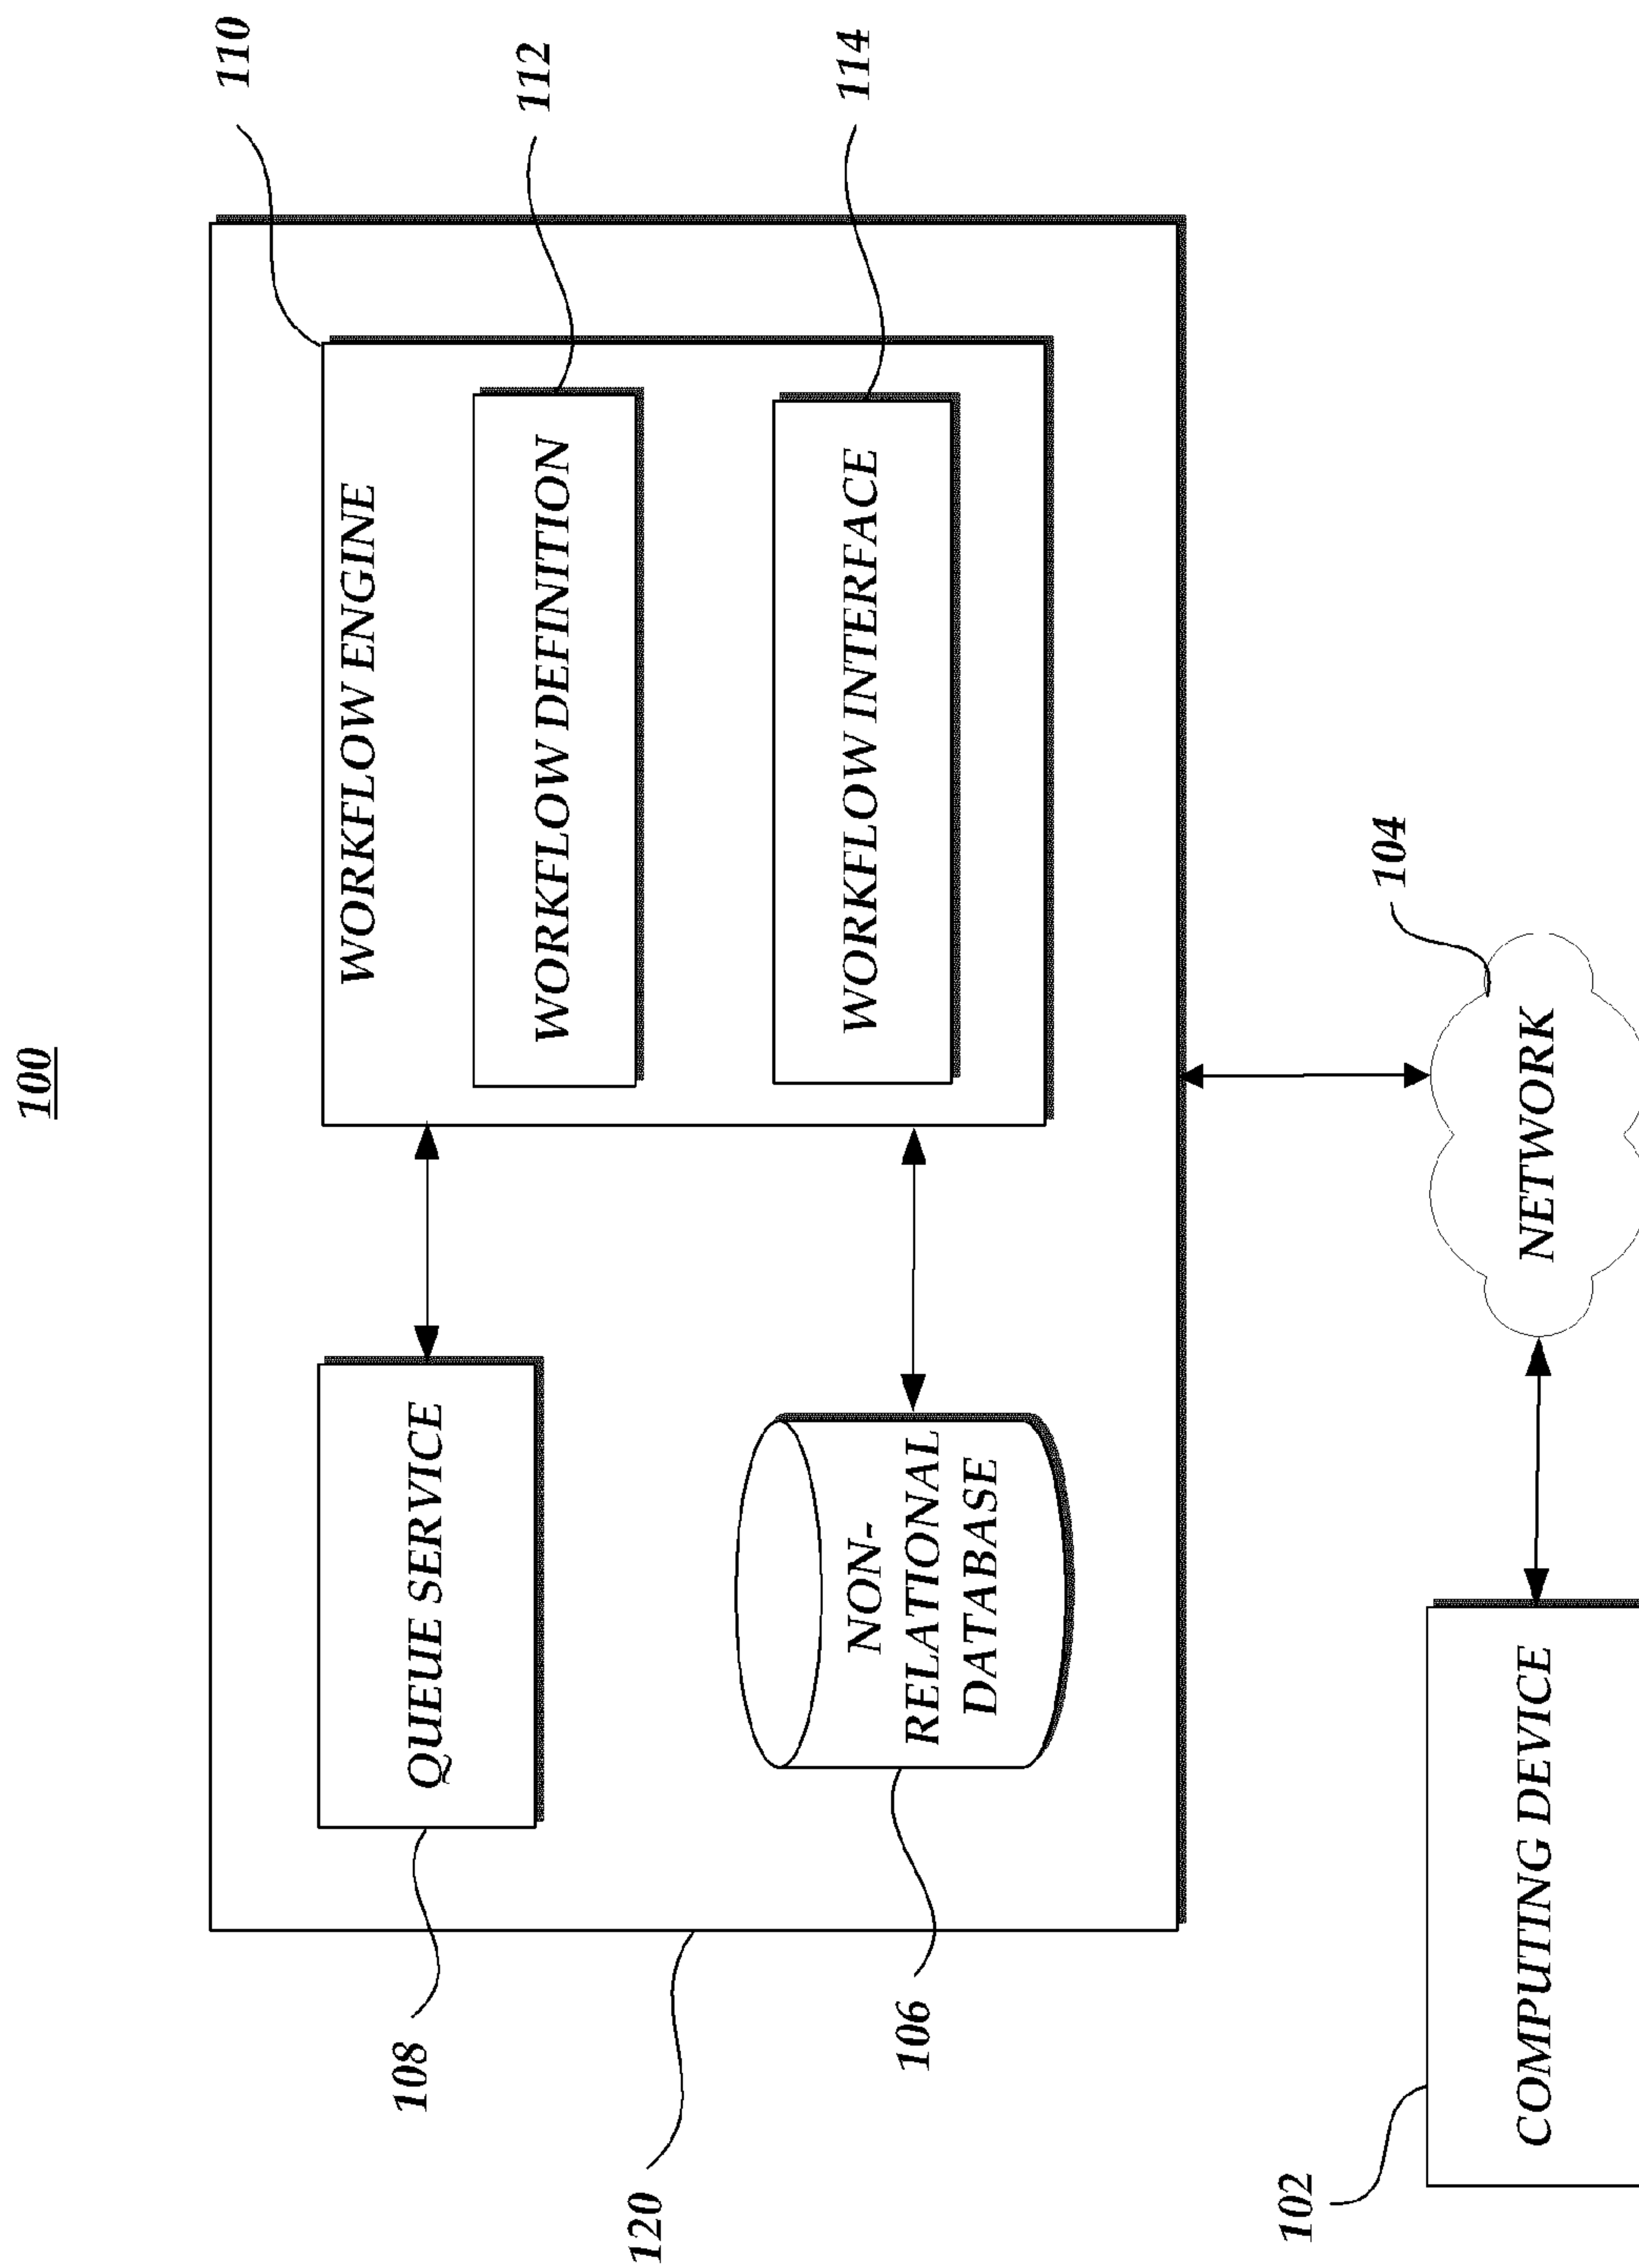 100
110
WORKFLOW ENGINE
112
WORKFLOW DEFINITION
114
WORKFLOW INTERFACE
QUEUE SERVICE
108
NON-
RELATIONAL
DATABASE
106
120
104
NETWORK
COMPUTING DEVICE
102